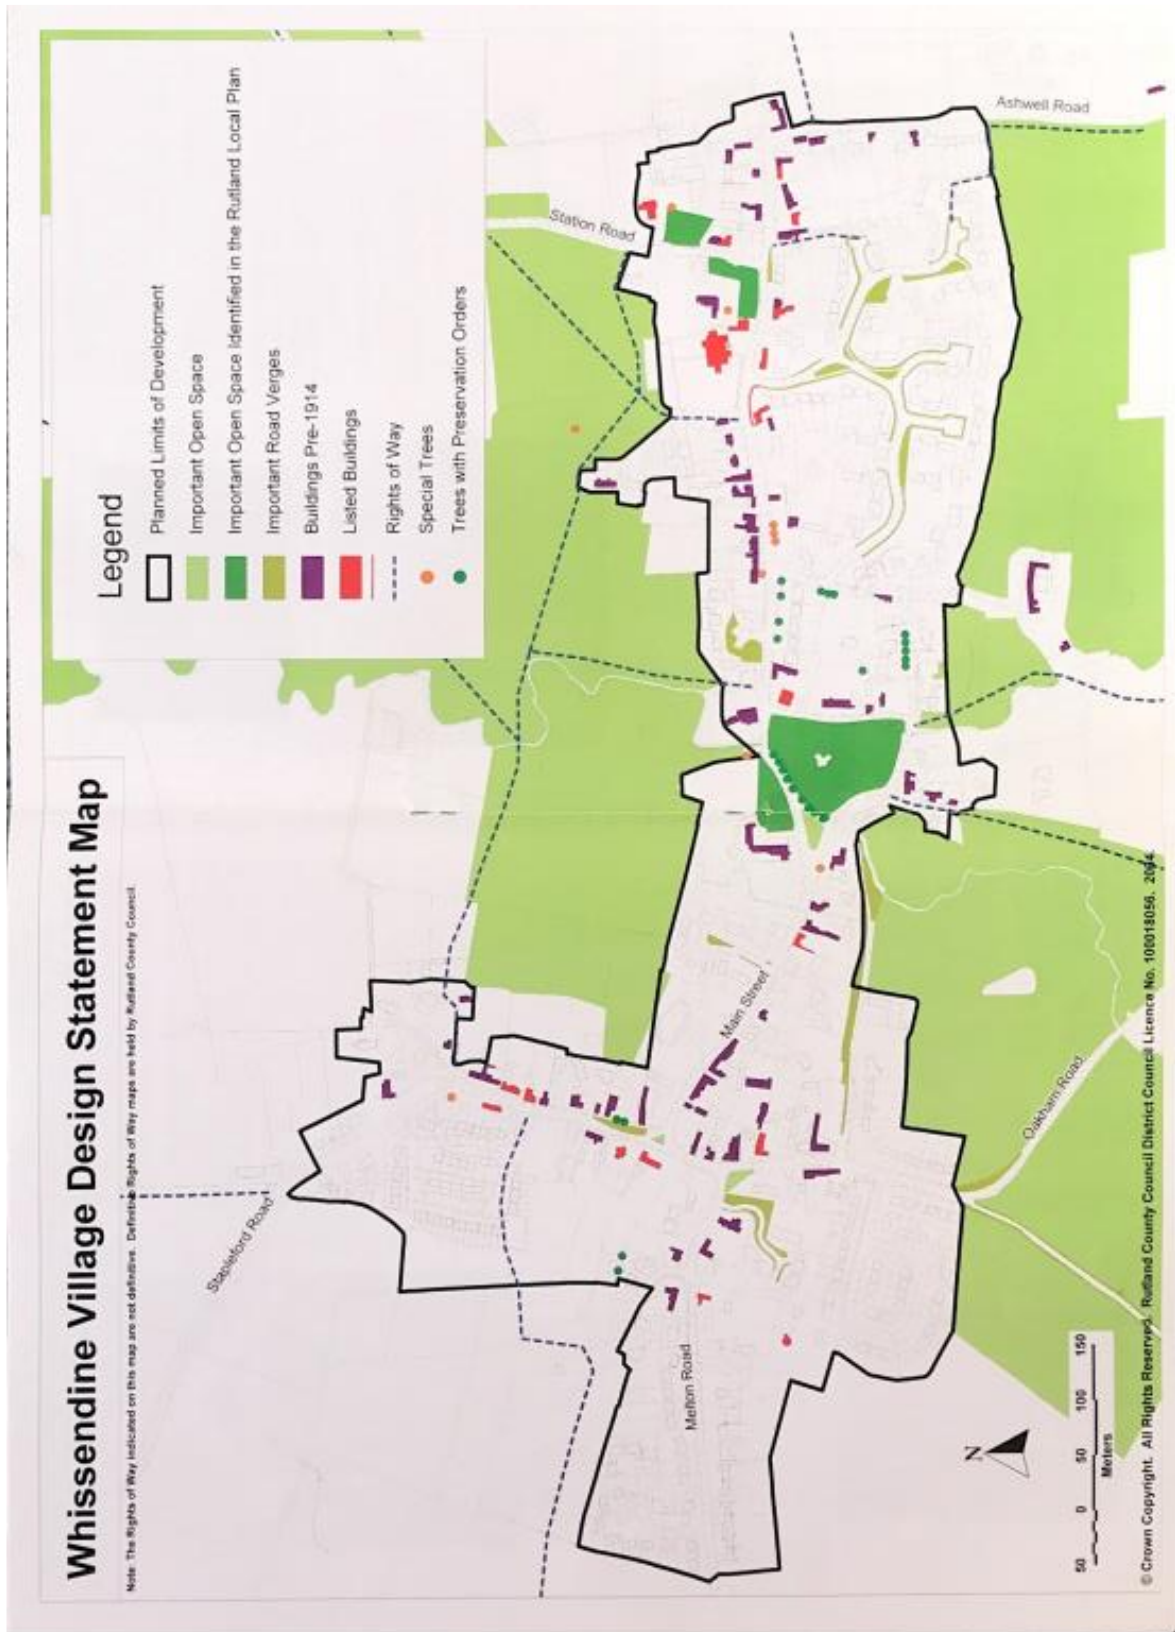 Whissendine Village Design Statement Map
Note: The Rights of Way indicated on this map are not definitive. Definitive Rights of Way maps are held by Rutland County Council.
Legend
Planned Limits of Development
Important Open Space
Important Open Space Identified in the Rutland Local Plan
Important Road Verges
Buildings Pre-1914
Listed Buildings
Rights of Way
Special Trees
Trees with Preservation Orders
Stapleford Road
Station Road
Ashwell Road
Main Street
Melton Road
Oakham Road
N
50 0 50 100 150
Meters
© Crown Copyright. All Rights Reserved. Rutland County Council District Council Licence No. 100018056. 2004.